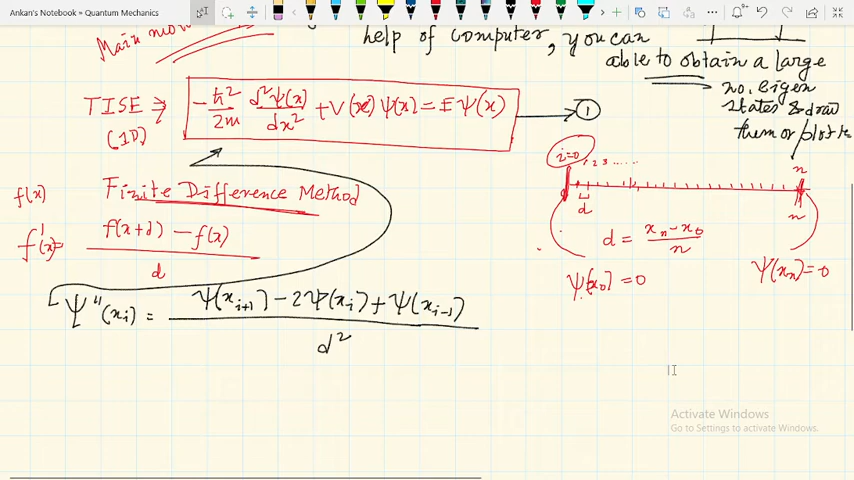 Ankan's Notebook » Quantum Mechanics
Main
help of computer, you can
able to obtain a large
no. eigen
states & draw
them or plot
TISE ⇒ -ħ²/2m d²ψ(x)/dx² + V(x) ψ(x) = E ψ(x) → 1
(1D)
i=0 1 2 3 ...... n
f(x) Finite Difference Method
d n
f'(x) = f(x+d) - f(x) / d
d = xn - x0 / n
ψ(x0) = 0 ψ(xn) = 0
ψ''(xi) = ψ(xi+1) - 2ψ(xi) + ψ(xi-1) / d²
Activate Windows
Go to Settings to activate Windows.